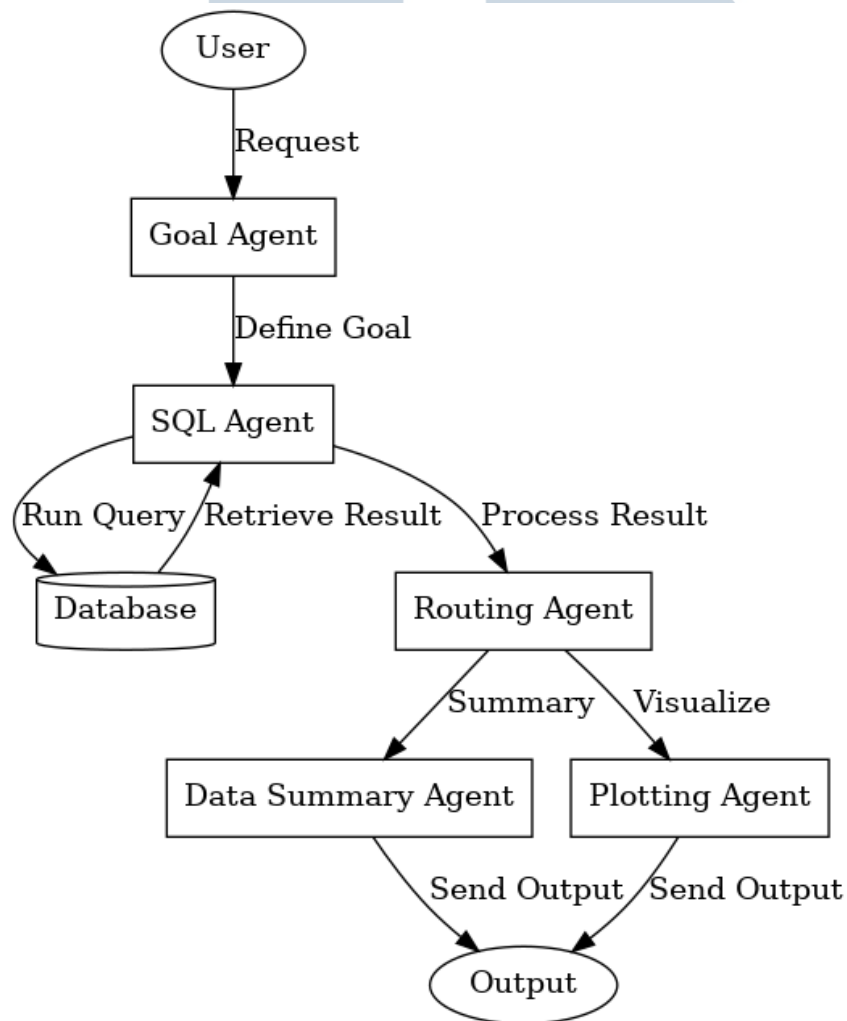 User
Request
Goal Agent
Define Goal
SQL Agent
Run Query
Retrieve Result
Process Result
Database
Routing Agent
Summary
Visualize
Data Summary Agent
Plotting Agent
Send Output
Send Output
Output